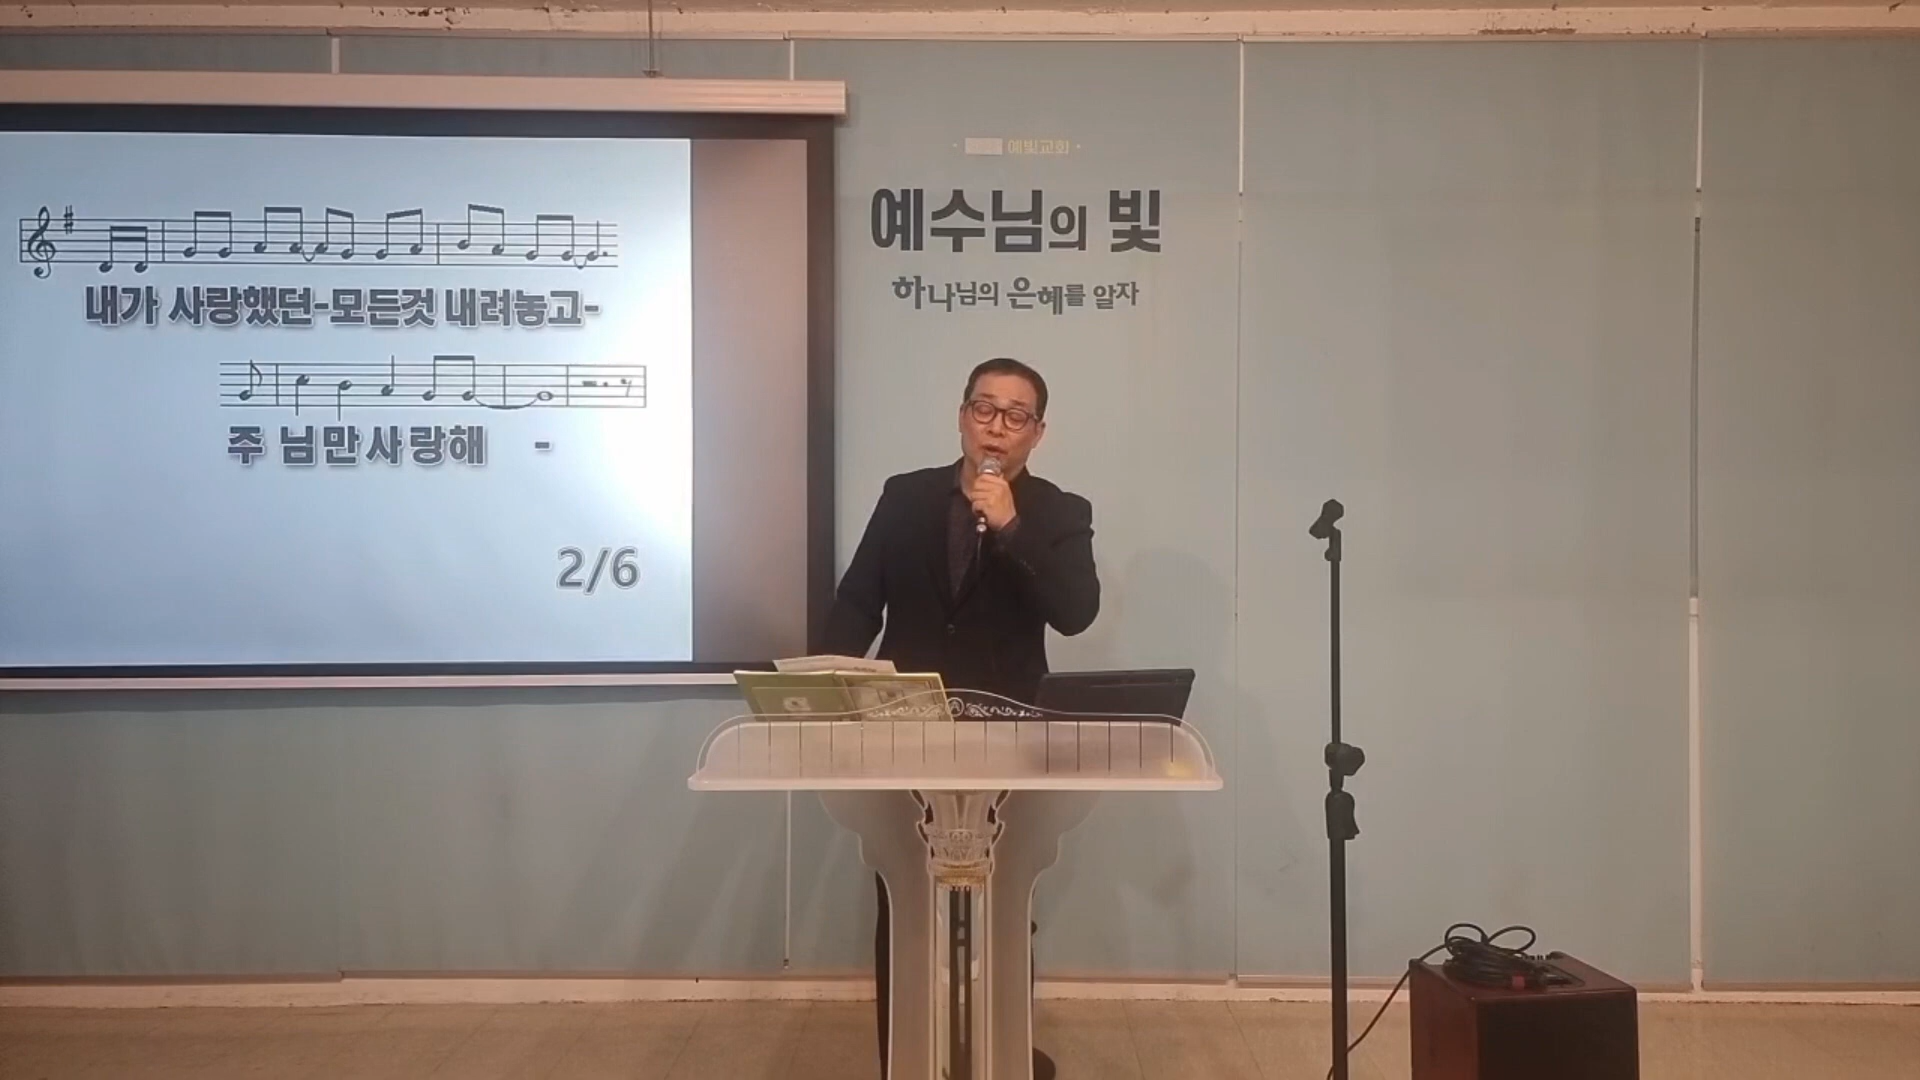 내가 사랑했던-모든것 내려놓고-
주 님만사랑해 -
2/6
예빛교회
예수님의 빛
하나님의 은혜를 알자